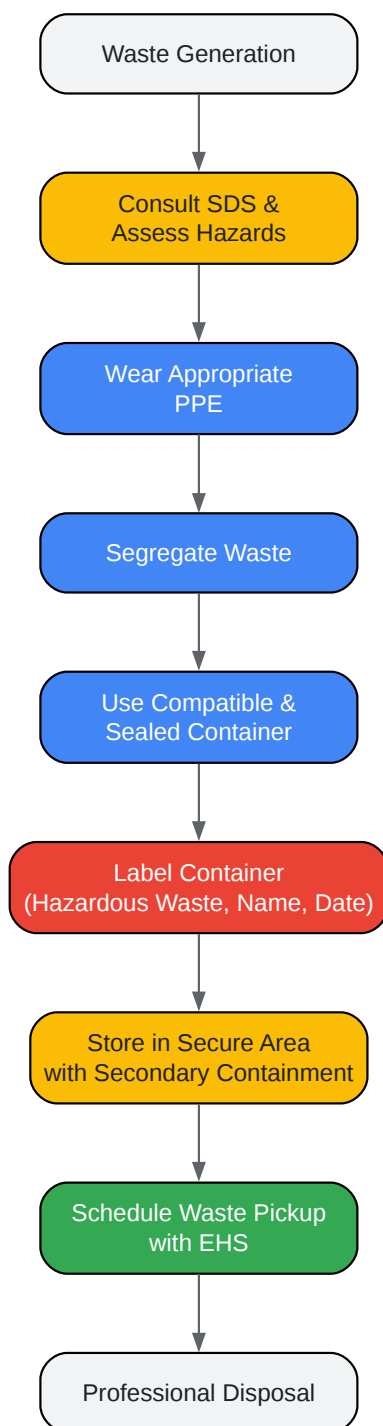 Waste Generation
Consult SDS &
Assess Hazards
Wear Appropriate
PPE
Segregate Waste
Use Compatible &
Sealed Container
Label Container
(Hazardous Waste, Name, Date)
Store in Secure Area
with Secondary Containment
Schedule Waste Pickup
with EHS
Professional Disposal